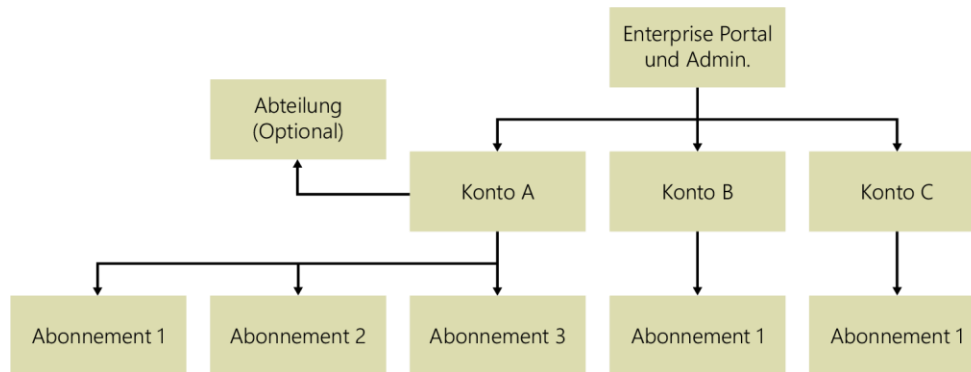 Enterprise Portal
und Admin.
Abteilung
(Optional)
Konto A
Konto B
Konto C
Abonnement 1
Abonnement 2
Abonnement 3
Abonnement 1
Abonnement 1